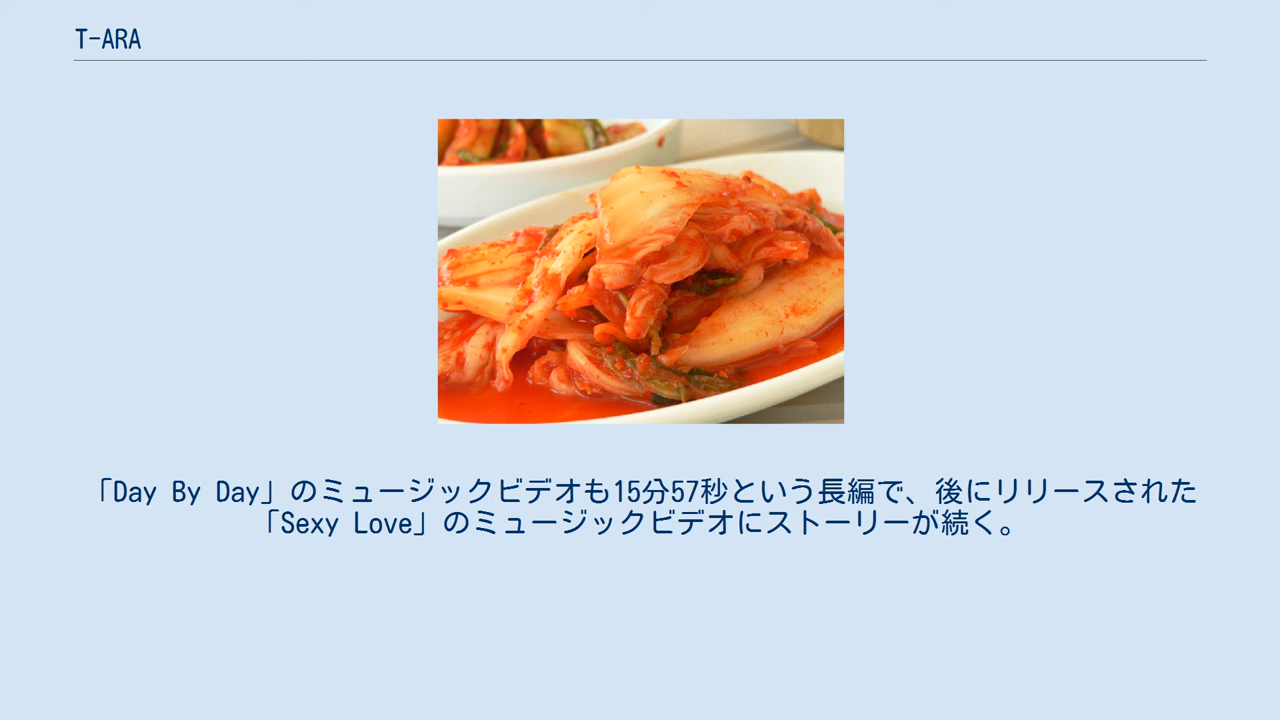 T-ARA
「Day By Day」のミュージックビデオも15分57秒という長編で、後にリリースされた
「Sexy Love」のミュージックビデオにストーリーが続く。